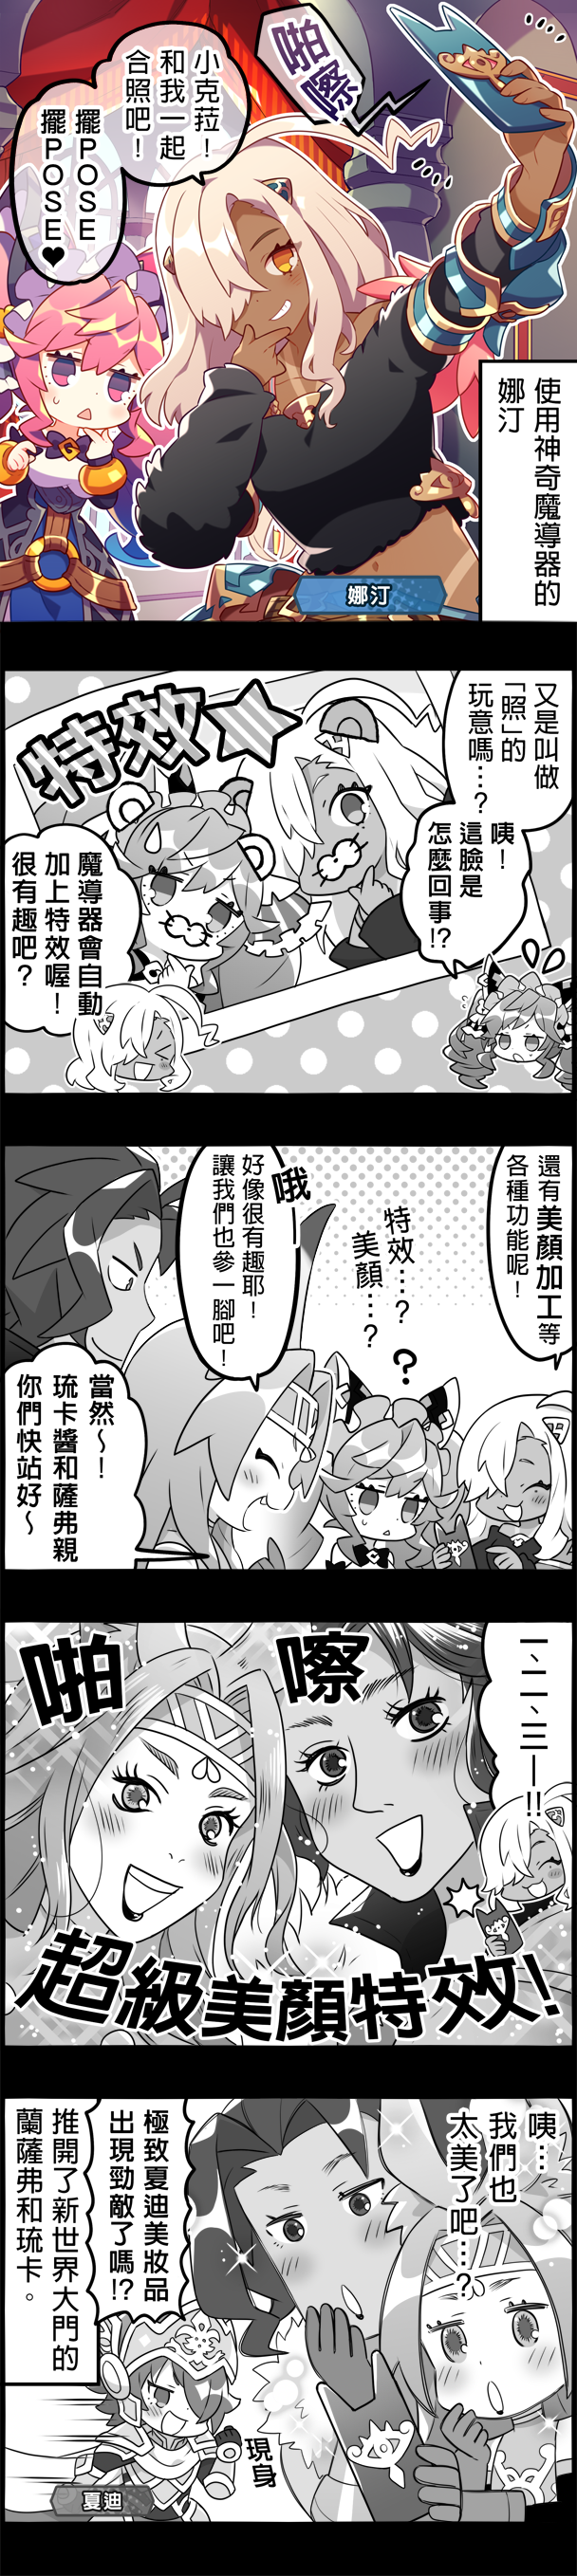 啪嚓
小克拉！
和我一起
合照吧！
擺POSE
擺POSE♥
使用神奇魔導器的
娜汀
娜汀
又是叫做
「照」的
玩意嗎…？
咦！
這臉是
怎麼回事!?
特效
魔導器會自動
加上特效喔！
很有趣吧？
還有美顏加工等
各種功能呢！
特效…？
美顏…？
？
哦—
好像很有趣耶！
讓我們也參一腳吧！
當然～！
琉卡醬和薩弗親
你們快站好～
一、二、三—!!
啪嚓
超級美顏特效!
咦…
我們也
太美了吧…？
極致夏迪美妝品
出現勁敵了嗎!?
現身
夏迪
推開了新世界大門的
蘭薩弗和琉卡。